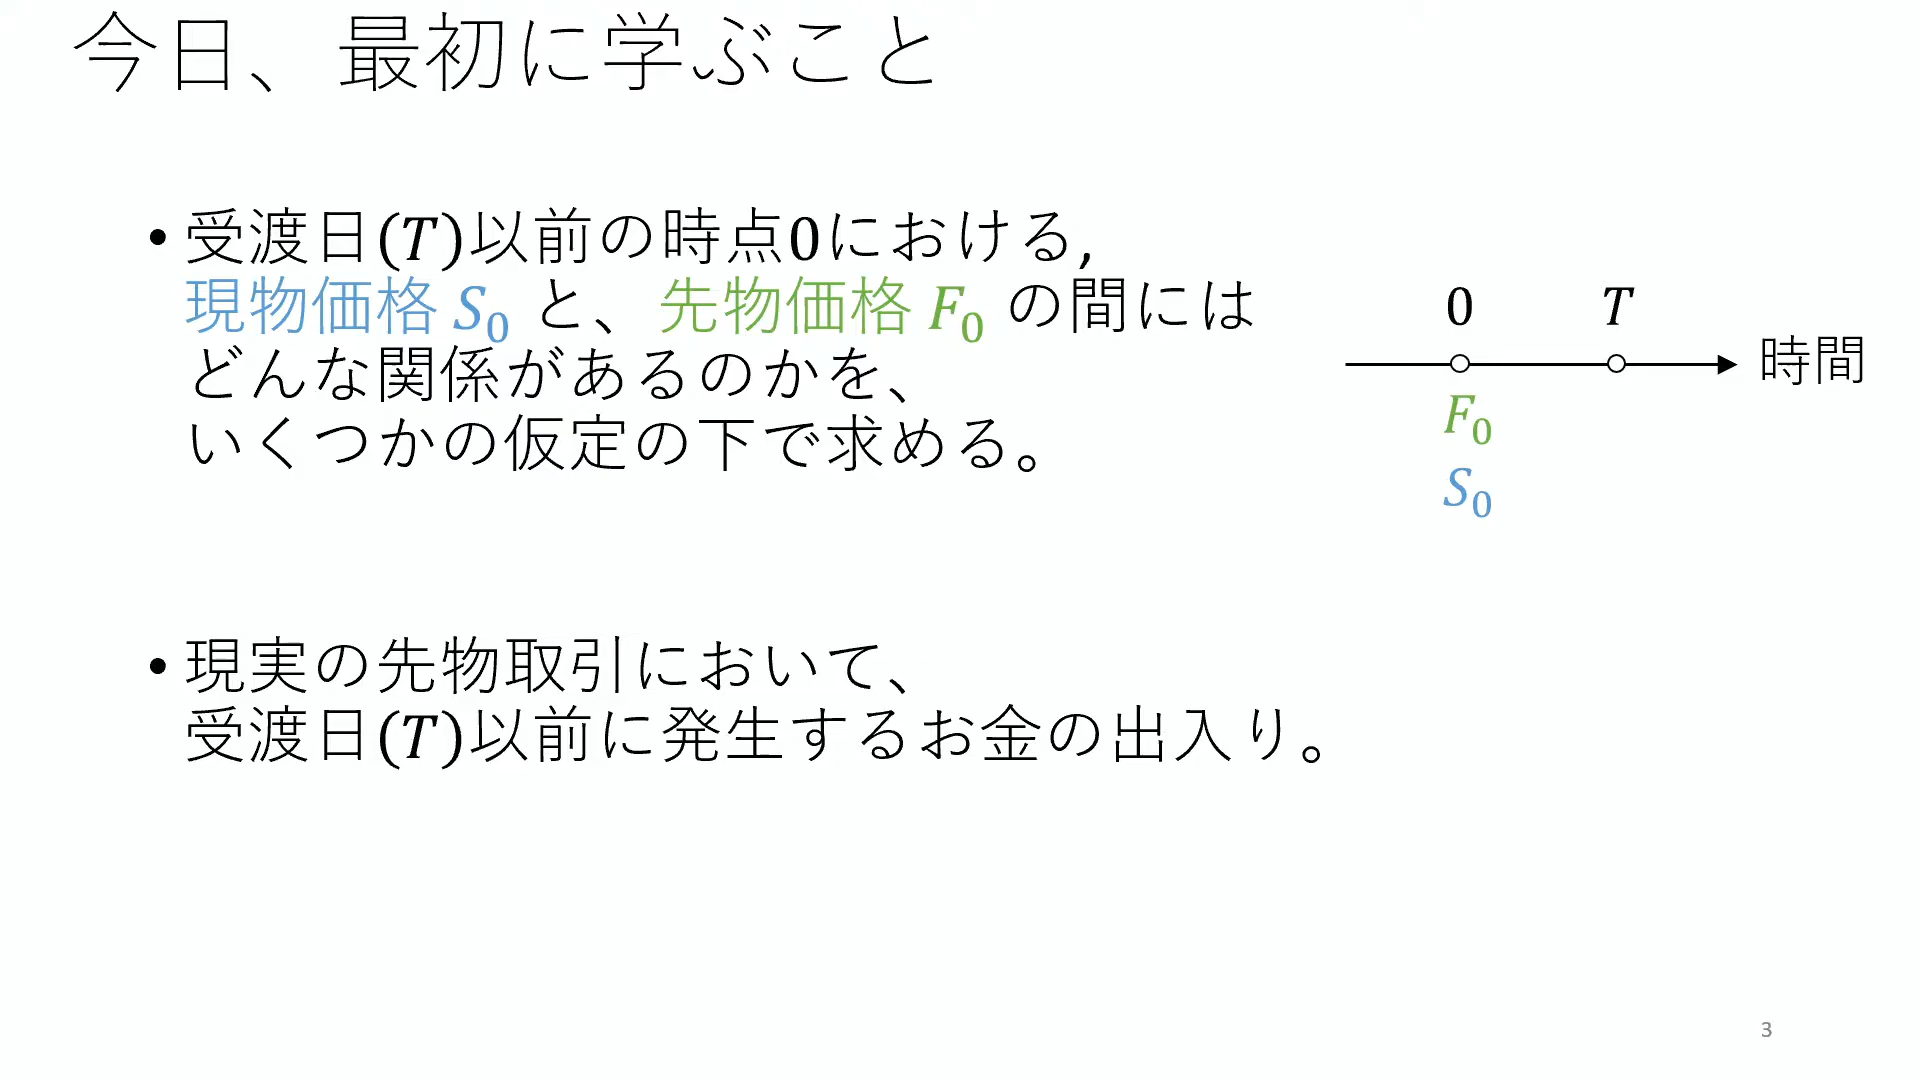 今日、最初に学ぶこと
• 受渡日(T)以前の時点0における,
現物価格 S₀ と、先物価格 F₀ の間には
どんな関係があるのかを、
いくつかの仮定の下で求める。
0 T
時間
F₀
S₀
• 現実の先物取引において、
受渡日(T)以前に発生するお金の出入り。
3